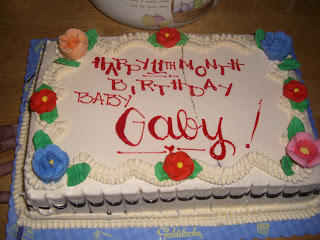 HAPPY 11TH MONTH
BIRTHDAY
BABY
Gaby!
Goldilocks